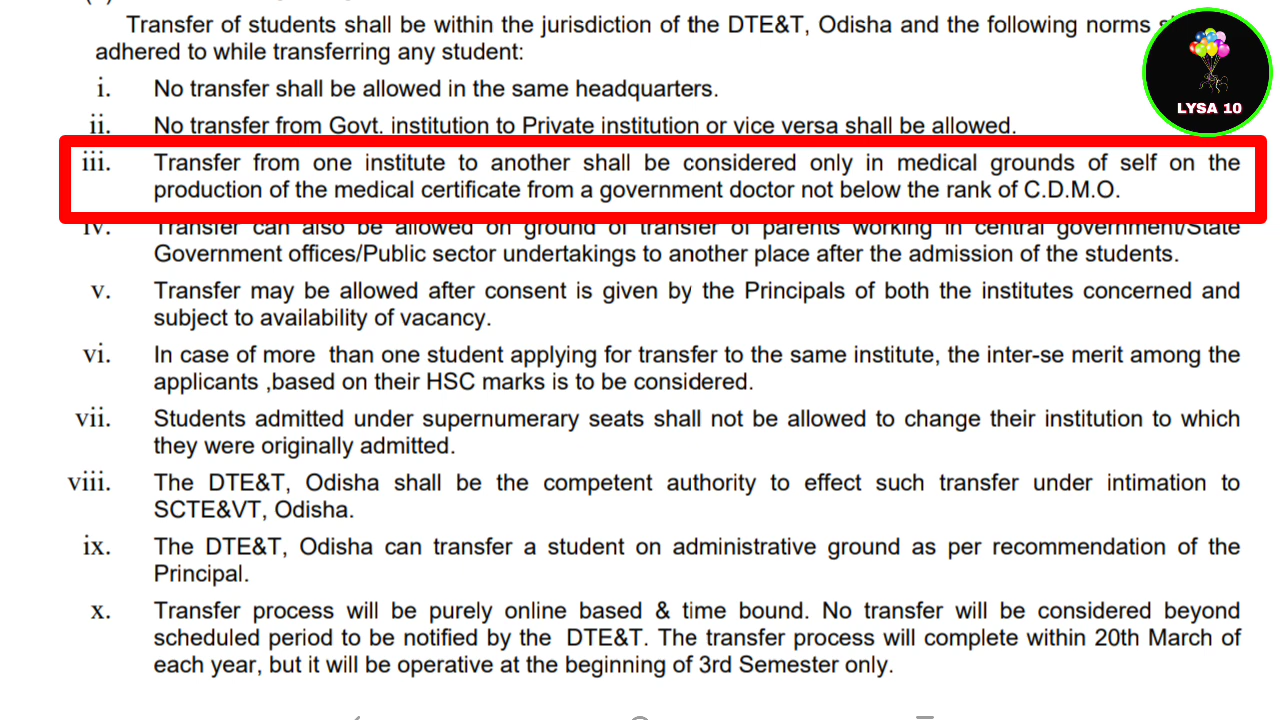 Transfer of students shall be within the jurisdiction of the DTE&T, Odisha and the following norms
adhered to while transferring any student:
LYSA 10
i. No transfer shall be allowed in the same headquarters.
ii. No transfer from Govt. institution to Private institution or vice versa shall be allowed.
iii. Transfer from one institute to another shall be considered only in medical grounds of self on the
production of the medical certificate from a government doctor not below the rank of C.D.M.O.
iv. Transfer can also be allowed on ground of transfer of parents working in central government/State
Government offices/Public sector undertakings to another place after the admission of the students.
v. Transfer may be allowed after consent is given by the Principals of both the institutes concerned and
subject to availability of vacancy.
vi. In case of more than one student applying for transfer to the same institute, the inter-se merit among the
applicants ,based on their HSC marks is to be considered.
vii. Students admitted under supernumerary seats shall not be allowed to change their institution to which
they were originally admitted.
viii. The DTE&T, Odisha shall be the competent authority to effect such transfer under intimation to
SCTE&VT, Odisha.
ix. The DTE&T, Odisha can transfer a student on administrative ground as per recommendation of the
Principal.
x. Transfer process will be purely online based & time bound. No transfer will be considered beyond
scheduled period to be notified by the DTE&T. The transfer process will complete within 20th March of
each year, but it will be operative at the beginning of 3rd Semester only.